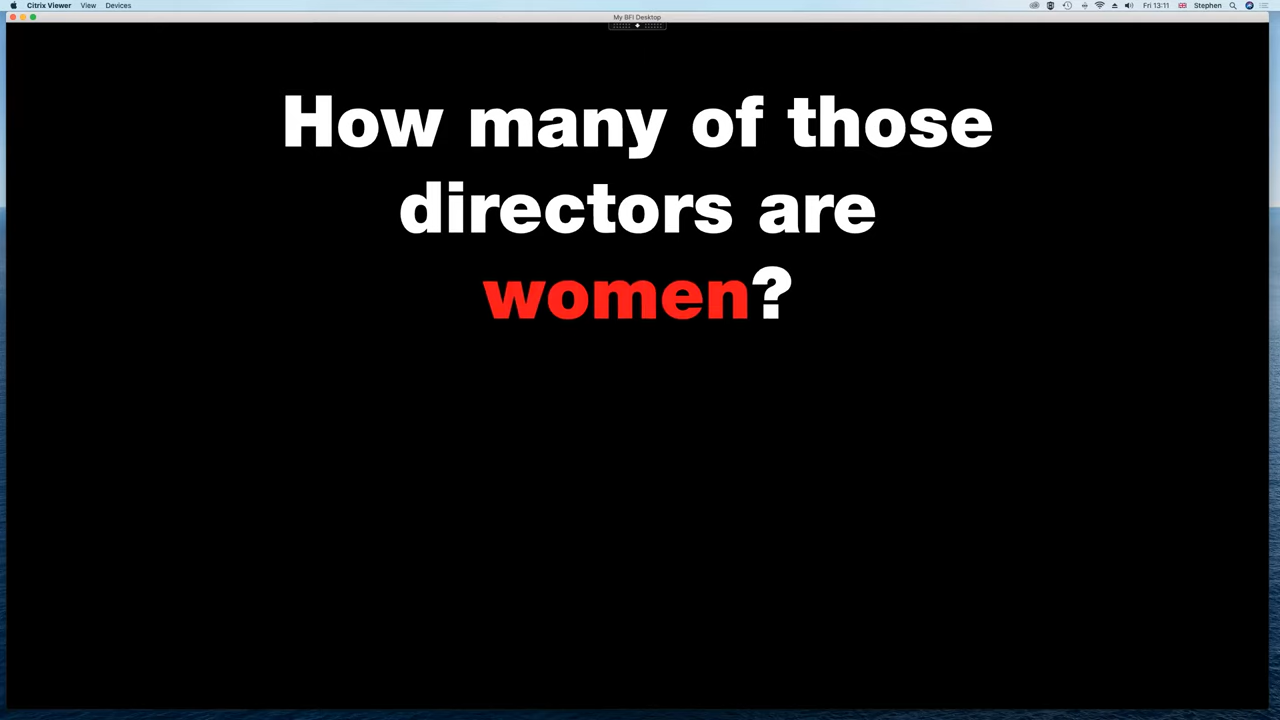 Citrix Viewer View Devices Fri 13:11 Stephen
My BFI Desktop
How many of those
directors are
women?